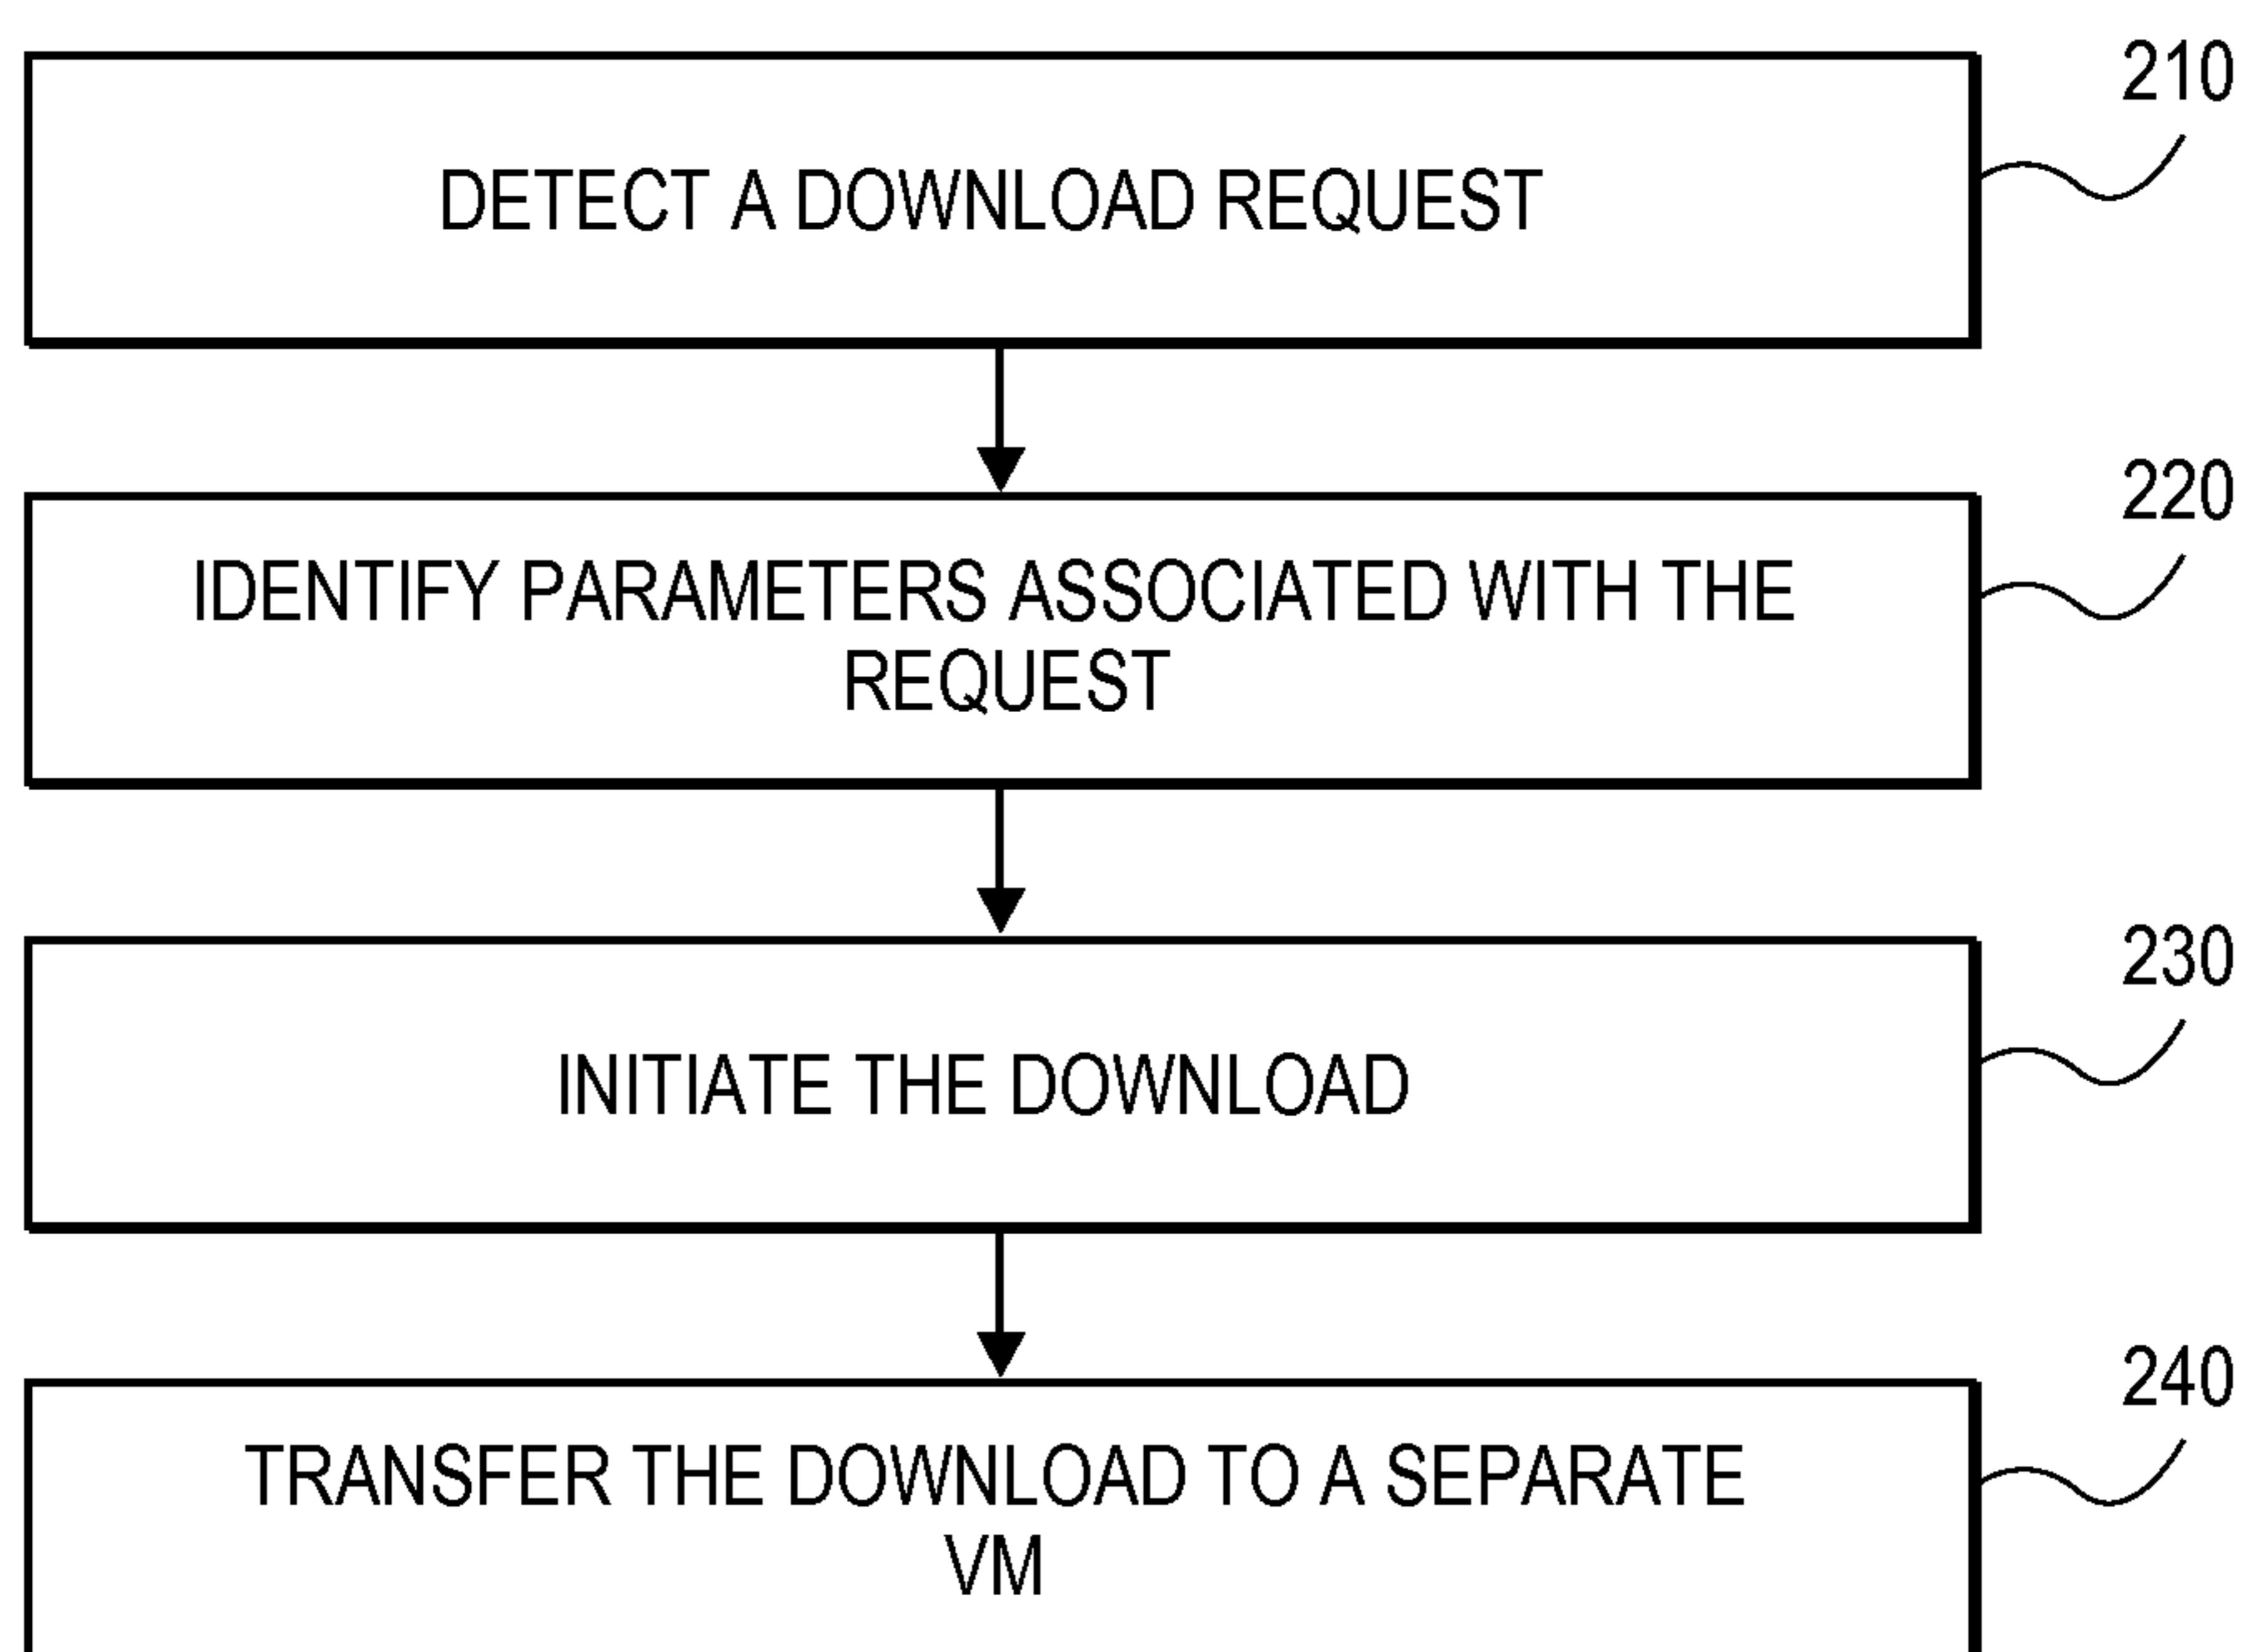 210
DETECT A DOWNLOAD REQUEST
220
IDENTIFY PARAMETERS ASSOCIATED WITH THE
REQUEST
230
INITIATE THE DOWNLOAD
240
TRANSFER THE DOWNLOAD TO A SEPARATE
VM